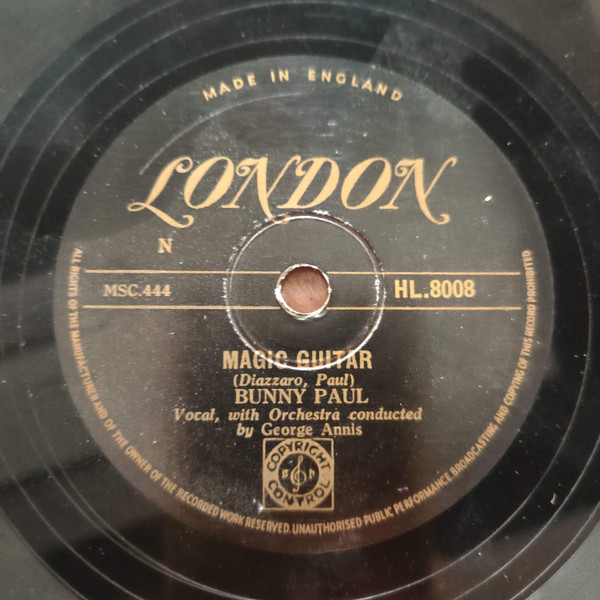 MADE IN ENGLAND
LONDON
N
MSC.444
HL.8008
MAGIC GUITAR
(Diazzaro, Paul)
BUNNY PAUL
Vocal, with Orchestra conducted
by George Annis
COPYRIGHT
CONTROL
ALL RIGHTS OF THE MANUFACTURER AND OF THE OWNER OF THE RECORDED WORK RESERVED. UNAUTHORISED PUBLIC PERFORMANCE, BROADCASTING AND COPYING OF THIS RECORD PROHIBITED